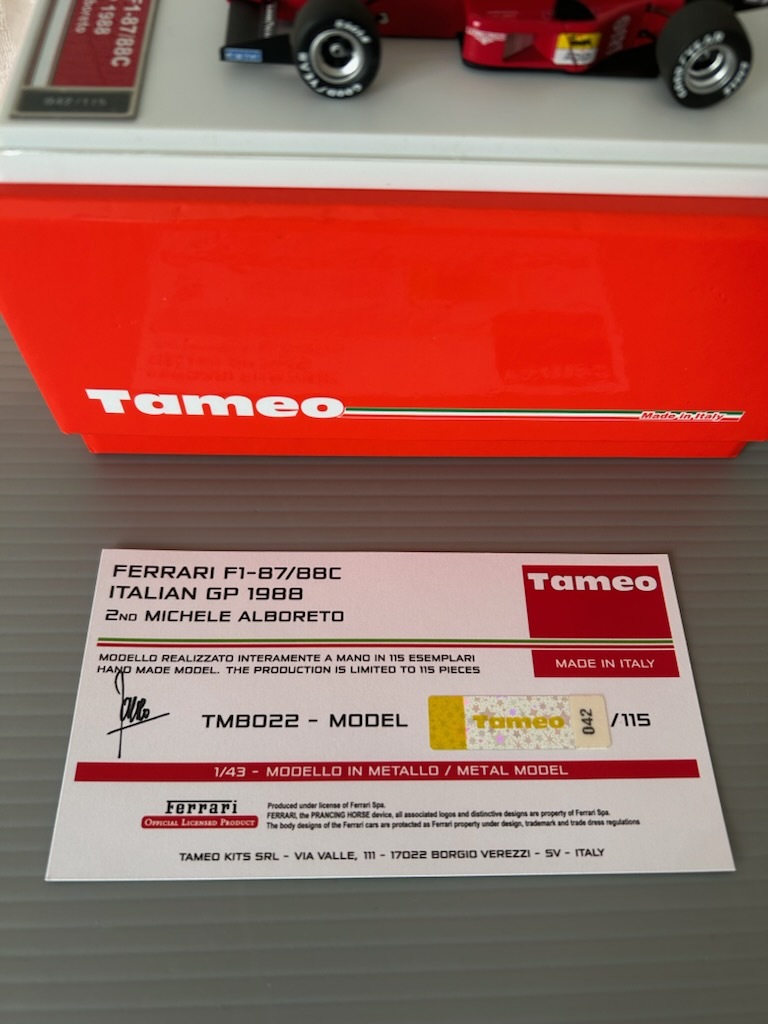 F1-87/88C
1988
042/115
GOODYEAR
GOODYEAR
Tameo
Made in Italy
FERRARI F1-87/88C
ITALIAN GP 1988
2ND MICHELE ALBORETO
Tameo
MADE IN ITALY
MODELLO REALIZZATO INTERAMENTE A MANO IN 115 ESEMPLARI
HAND MADE MODEL. THE PRODUCTION IS LIMITED TO 115 PIECES
TMB022 - MODEL Tameo 042 /115
1/43 - MODELLO IN METALLO / METAL MODEL
Ferrari
OFFICIAL LICENSED PRODUCT
Produced under license of Ferrari Spa.
FERRARI, the PRANCING HORSE device, all associated logos and distinctive designs are property of Ferrari Spa.
The body designs of the Ferrari cars are protected as Ferrari property under design, trademark and trade dress regulations
TAMEO KITS SRL - VIA VALLE, 111 - 17022 BORGIO VEREZZI - SV - ITALY